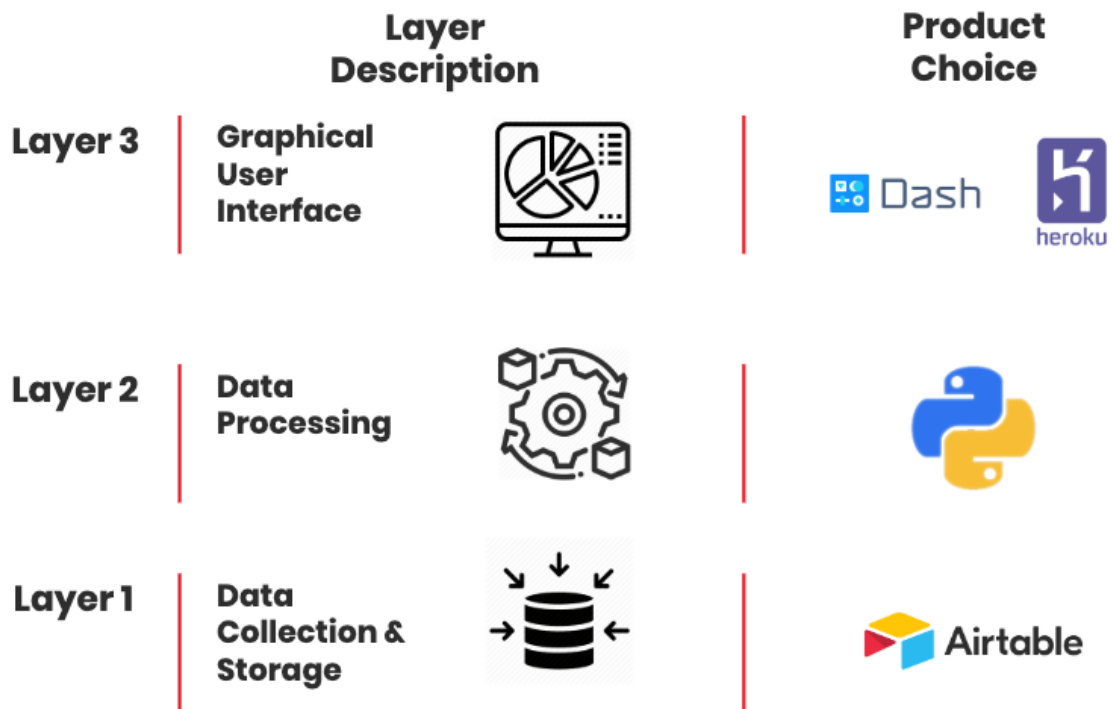 Layer
Description
Product
Choice
Layer 3
Graphical
User
Interface
Dash
heroku
Layer 2
Data
Processing
Layer 1
Data
Collection &
Storage
Airtable